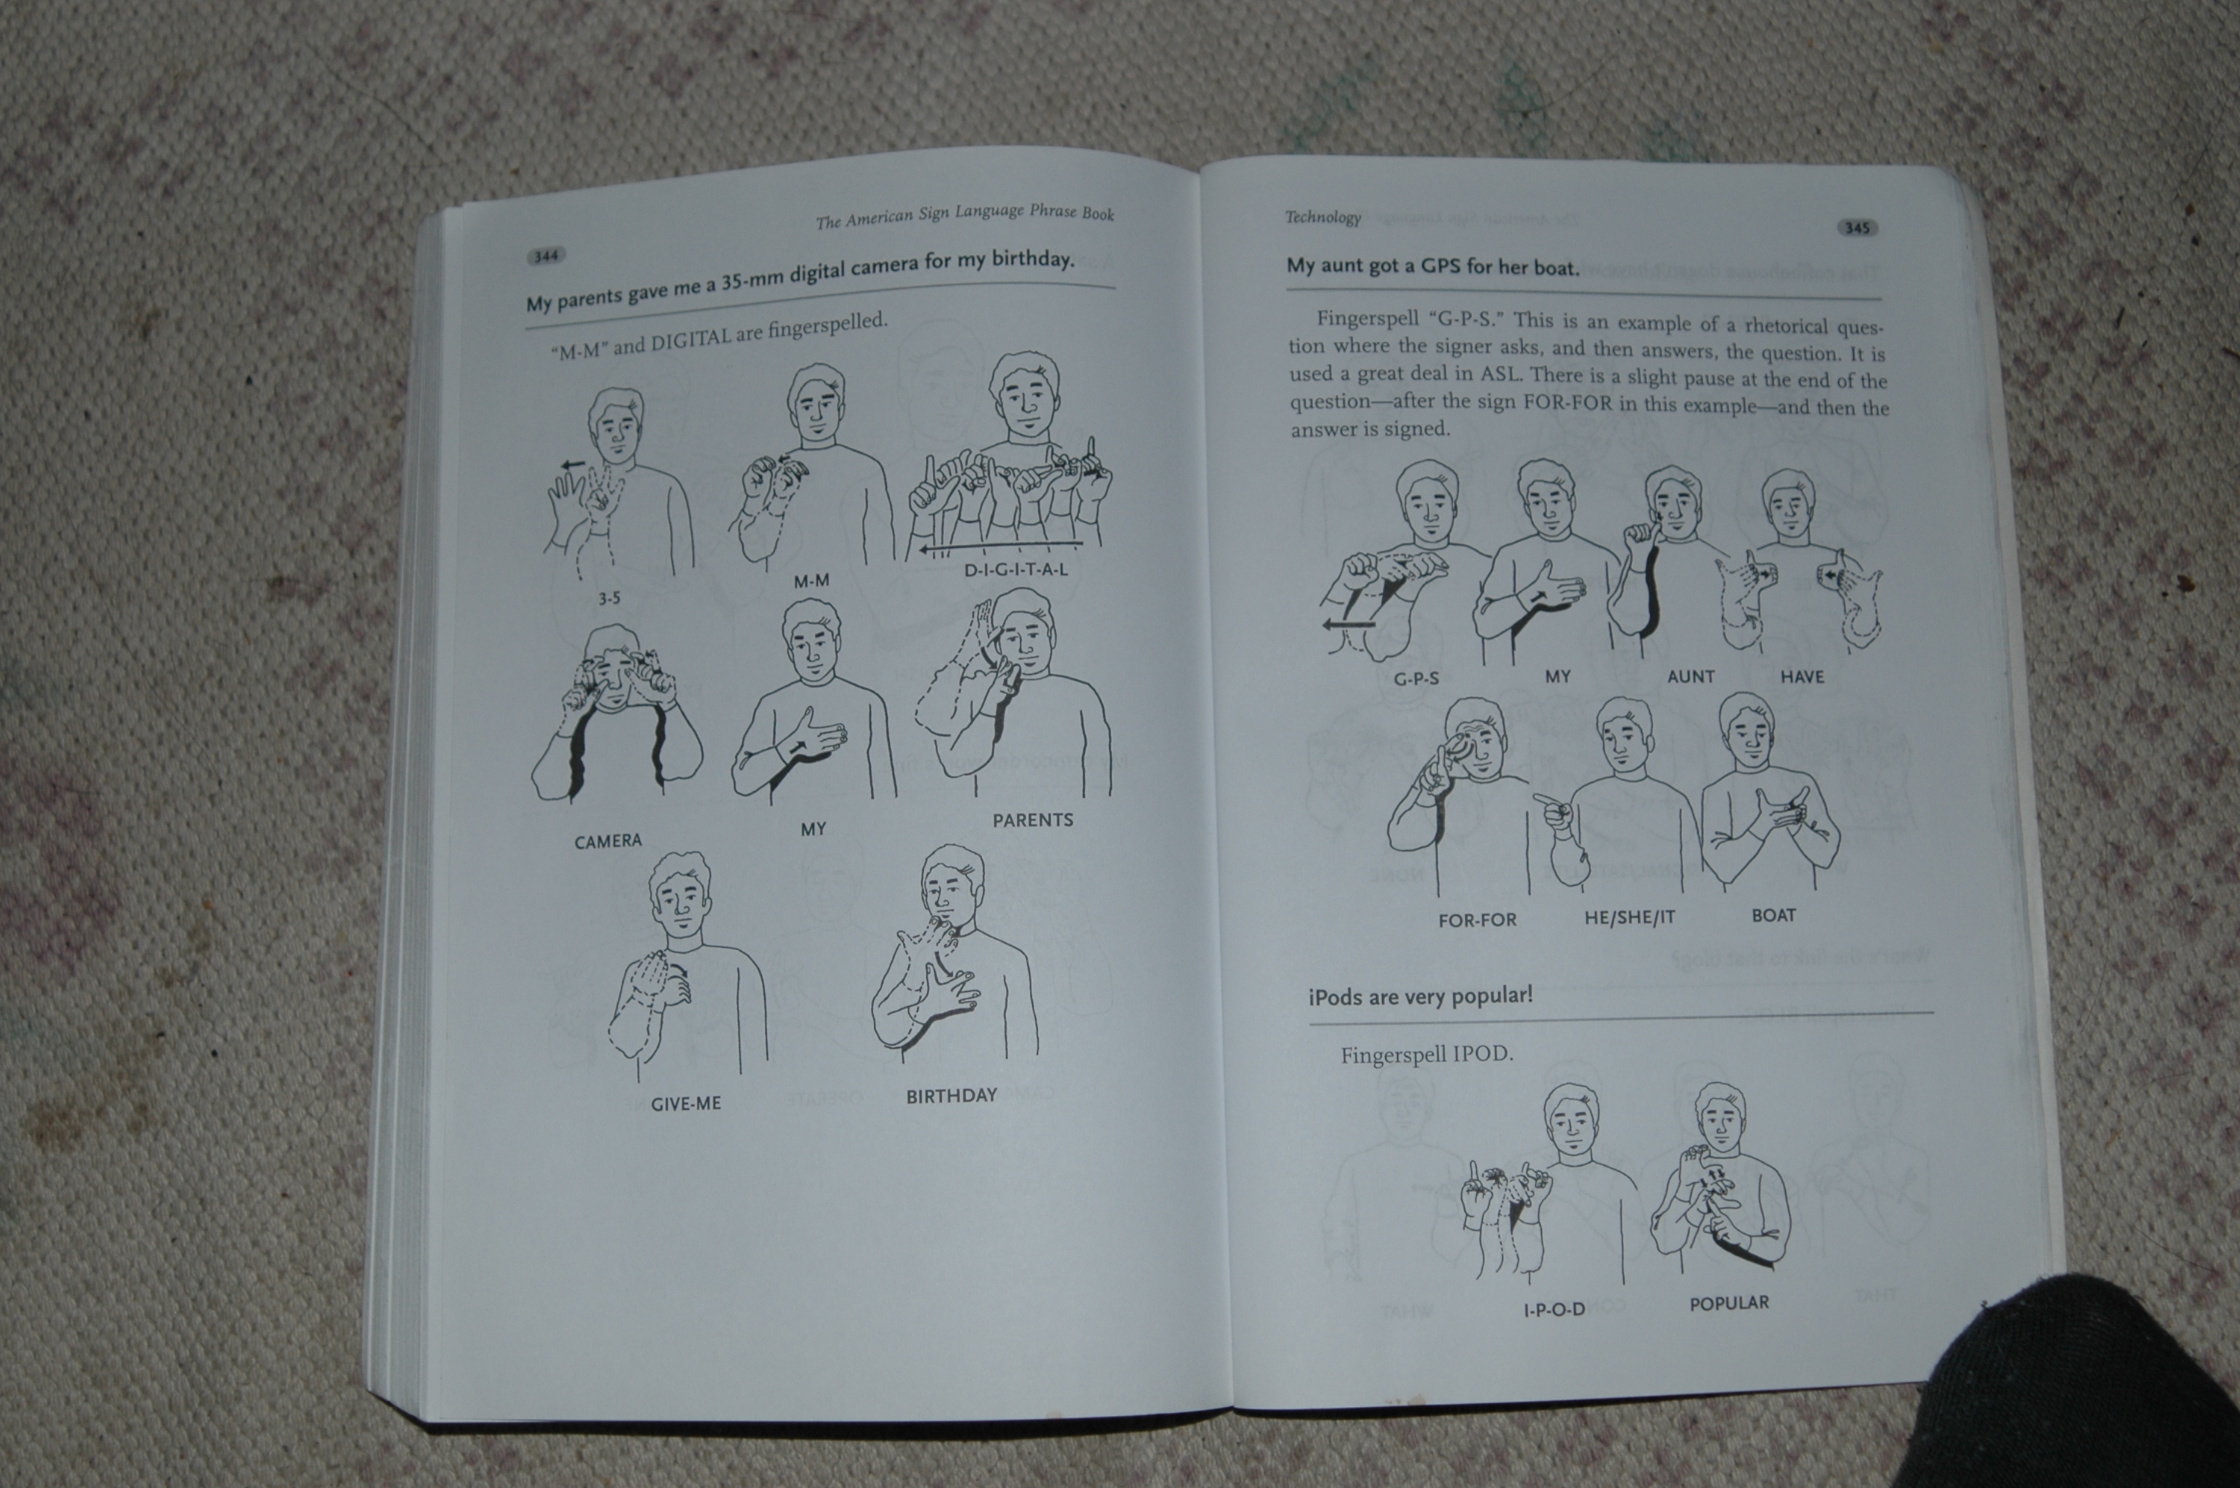 344
The American Sign Language Phrase Book
My parents gave me a 35-mm digital camera for my birthday.
"M-M" and DIGITAL are fingerspelled.
3-5
M-M
D-I-G-I-T-A-L
CAMERA
MY
PARENTS
GIVE-ME
BIRTHDAY
Technology
345
My aunt got a GPS for her boat.
Fingerspell "G-P-S." This is an example of a rhetorical ques-
tion where the signer asks, and then answers, the question. It is
used a great deal in ASL. There is a slight pause at the end of the
question—after the sign FOR-FOR in this example—and then the
answer is signed.
G-P-S
MY
AUNT
HAVE
FOR-FOR
HE/SHE/IT
BOAT
iPods are very popular!
Fingerspell IPOD.
I-P-O-D
POPULAR